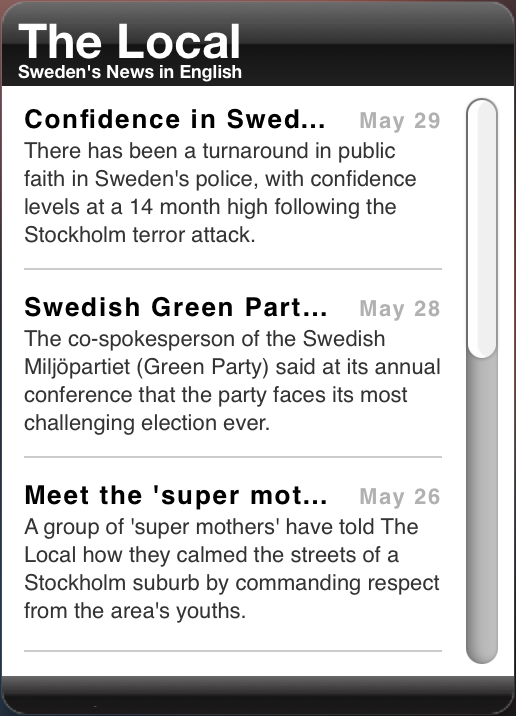 The Local
Sweden's News in English
Confidence in Swed... May 29
There has been a turnaround in public
faith in Sweden's police, with confidence
levels at a 14 month high following the
Stockholm terror attack.
Swedish Green Part... May 28
The co-spokesperson of the Swedish
Miljöpartiet (Green Party) said at its annual
conference that the party faces its most
challenging election ever.
Meet the 'super mot... May 26
A group of 'super mothers' have told The
Local how they calmed the streets of a
Stockholm suburb by commanding respect
from the area's youths.